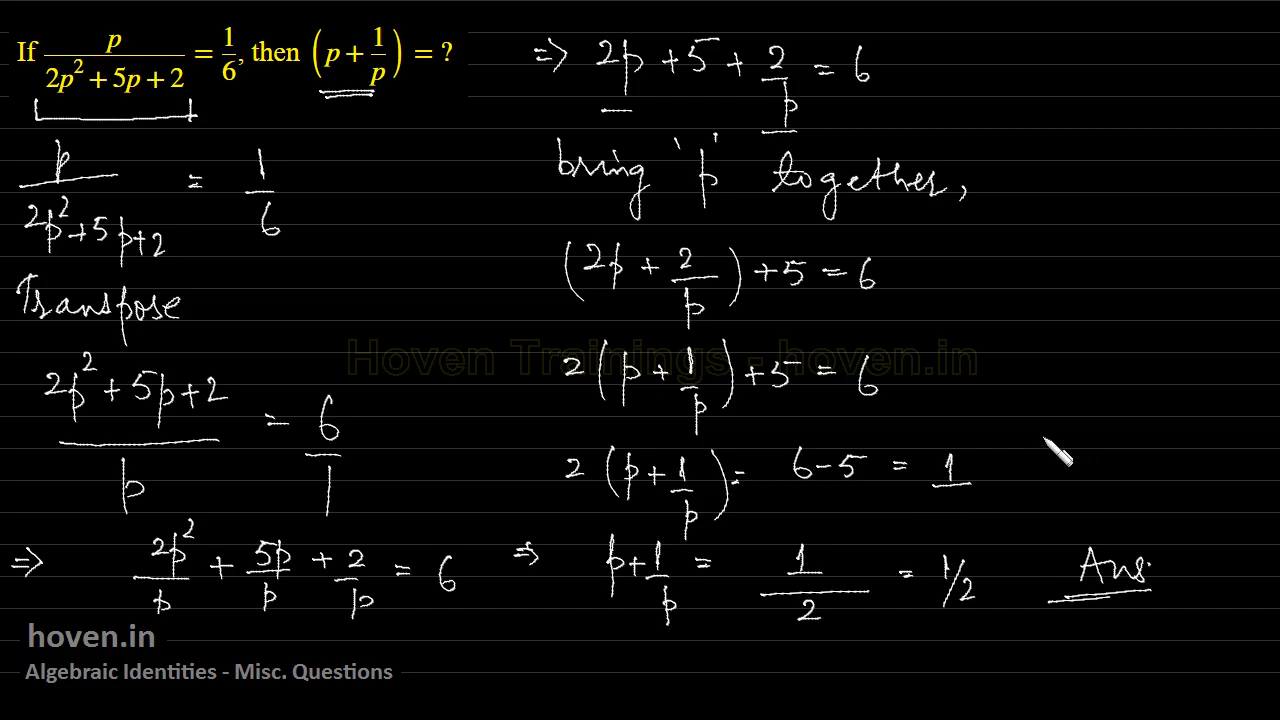 If p/(2p² + 5p + 2) = 1/6, then (p + 1/p) = ?
p/(2p² + 5p + 2) = 1/6
Transpose
(2p² + 5p + 2)/p = 6/1
=> 2p²/p + 5p/p + 2/p = 6
=> 2p + 5 + 2/p = 6
bring 'p' together,
(2p + 2/p) + 5 = 6
2(p + 1/p) + 5 = 6
2(p + 1/p) = 6 - 5 = 1
=> p + 1/p = 1/2 = 1/2 Ans.
Hoven Trainings - hoven.in
hoven.in
Algebraic Identities - Misc. Questions